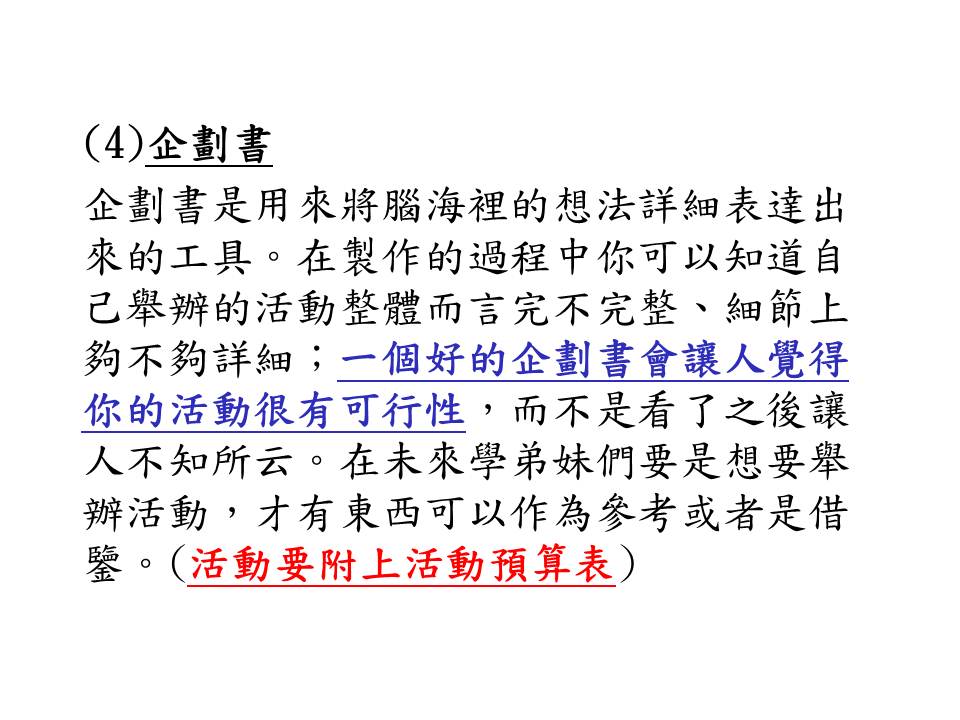 (4)企劃書
企劃書是用來將腦海裡的想法詳細表達出
來的工具。在製作的過程中你可以知道自
己舉辦的活動整體而言完不完整、細節上
夠不夠詳細；一個好的企劃書會讓人覺得
你的活動很有可行性，而不是看了之後讓
人不知所云。在未來學弟妹們要是想要舉
辦活動，才有東西可以作為參考或者是借
鑒。(活動要附上活動預算表)